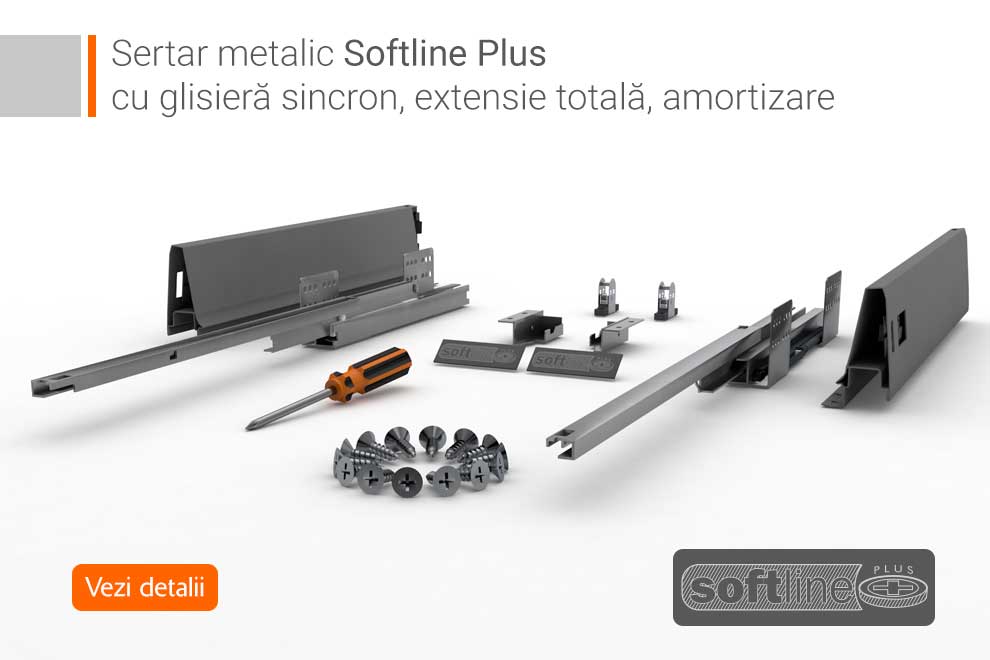 Sertar metalic Softline Plus
cu glisieră sincron, extensie totală, amortizare
soft
soft
Vezi detalii
softline PLUS